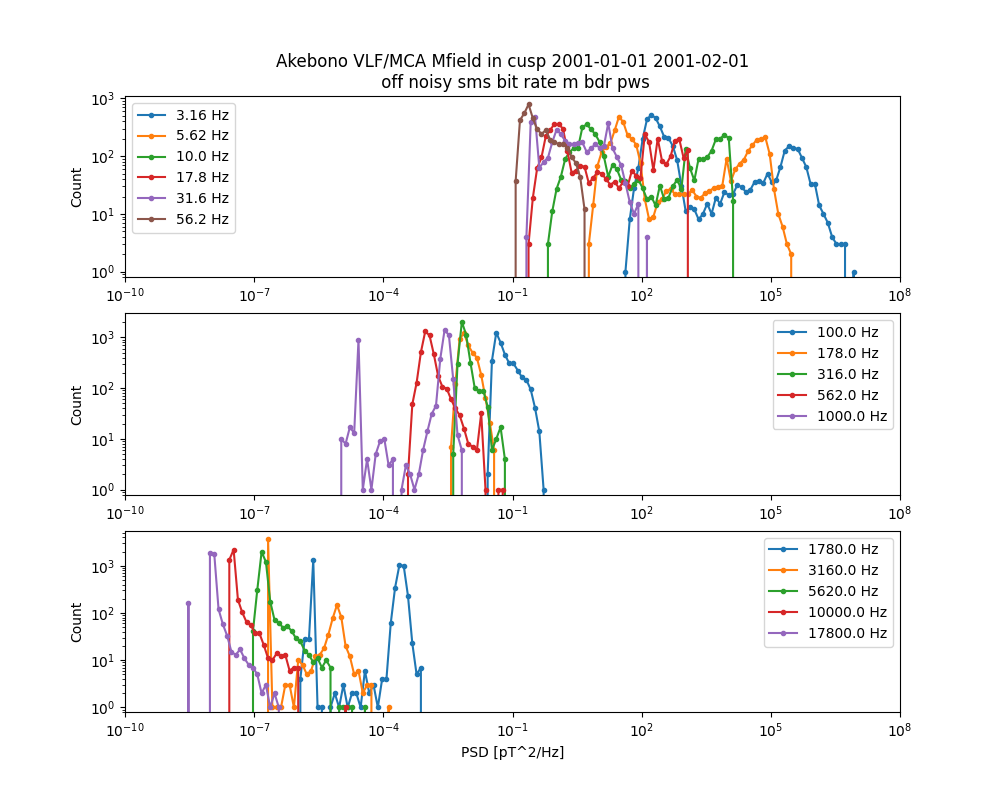 Akebono VLF/MCA Mfield in cusp 2001-01-01 2001-02-01
off noisy sms bit rate m bdr pws
10^3
10^2
10^1
10^0
Count
3.16 Hz
5.62 Hz
10.0 Hz
17.8 Hz
31.6 Hz
56.2 Hz
10^-10 10^-7 10^-4 10^-1 10^2 10^5 10^8
10^3
10^2
10^1
10^0
Count
100.0 Hz
178.0 Hz
316.0 Hz
562.0 Hz
1000.0 Hz
10^-10 10^-7 10^-4 10^-1 10^2 10^5 10^8
10^3
10^2
10^1
10^0
Count
1780.0 Hz
3160.0 Hz
5620.0 Hz
10000.0 Hz
17800.0 Hz
10^-10 10^-7 10^-4 10^-1 10^2 10^5 10^8
PSD [pT^2/Hz]